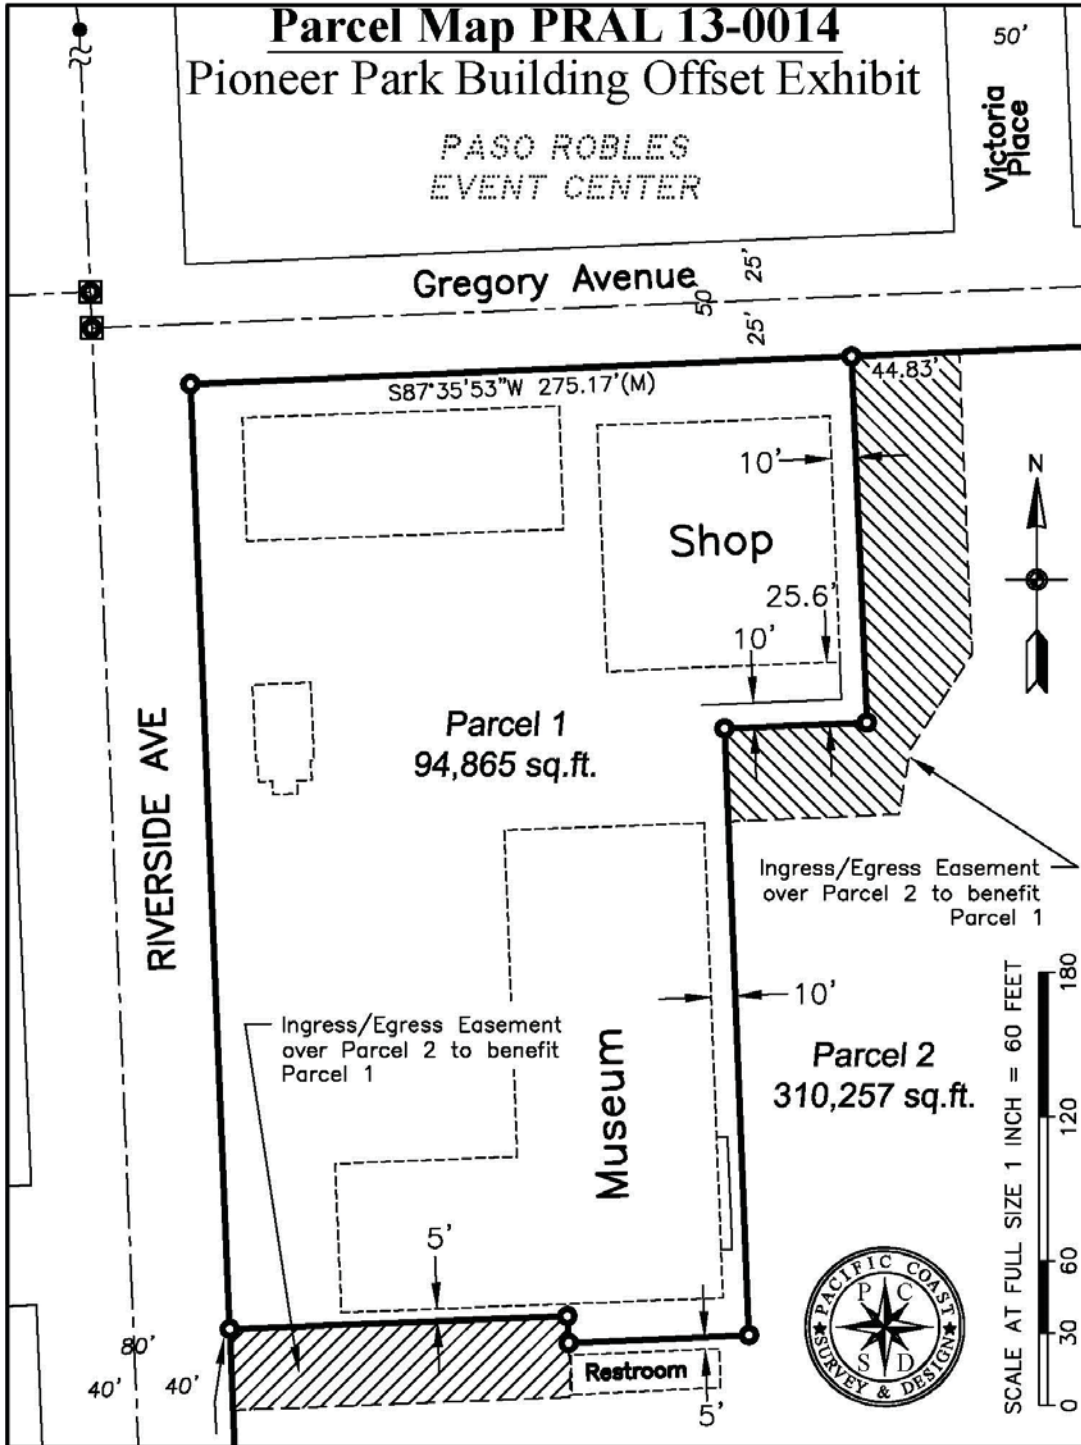 Parcel Map PRAL 13-0014
Pioneer Park Building Offset Exhibit
PASO ROBLES
EVENT CENTER
50'
Victoria
Place
Gregory Avenue
50
25'
25'
S87°35'53"W 275.17'(M)
44.83'
10'
Shop
25.6'
10'
N
Parcel 1
94,865 sq.ft.
RIVERSIDE AVE
Ingress/Egress Easement
over Parcel 2 to benefit
Parcel 1
10'
Ingress/Egress Easement
over Parcel 2 to benefit
Parcel 1
Museum
Parcel 2
310,257 sq.ft.
SCALE AT FULL SIZE 1 INCH = 60 FEET
180
120
60
30
0
5'
80'
40'
40'
Restroom
5'
PACIFIC COAST
SURVEY & DESIGN
P C
S D